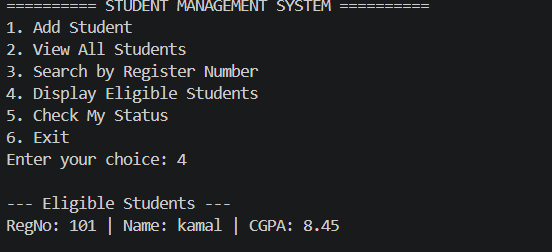 ========== STUDENT MANAGEMENT SYSTEM ==========
1. Add Student
2. View All Students
3. Search by Register Number
4. Display Eligible Students
5. Check My Status
6. Exit
Enter your choice: 4
--- Eligible Students ---
RegNo: 101 | Name: kamal | CGPA: 8.45